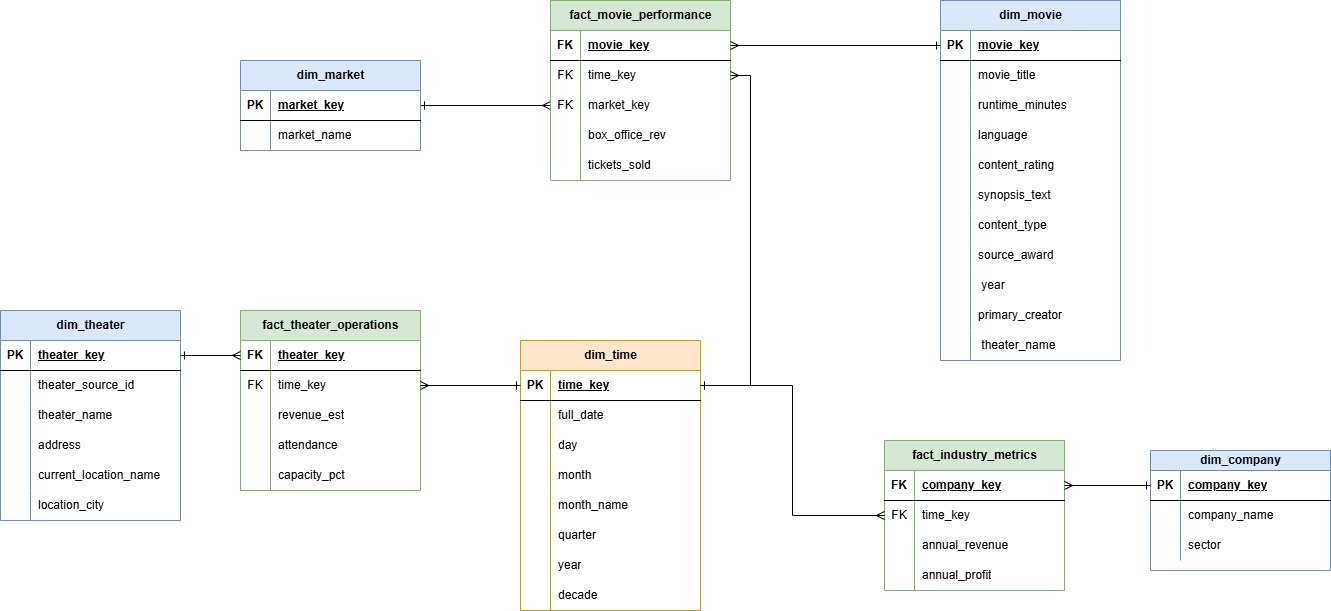 fact_movie_performance
FK movie_key
FK time_key
FK market_key
box_office_rev
tickets_sold
dim_movie
PK movie_key
movie_title
runtime_minutes
language
content_rating
synopsis_text
content_type
source_award
year
primary_creator
theater_name
dim_market
PK market_key
market_name
dim_theater
PK theater_key
theater_source_id
theater_name
address
current_location_name
location_city
fact_theater_operations
FK theater_key
FK time_key
revenue_est
attendance
capacity_pct
dim_time
PK time_key
full_date
day
month
month_name
quarter
year
decade
fact_industry_metrics
FK company_key
FK time_key
annual_revenue
annual_profit
dim_company
PK company_key
company_name
sector